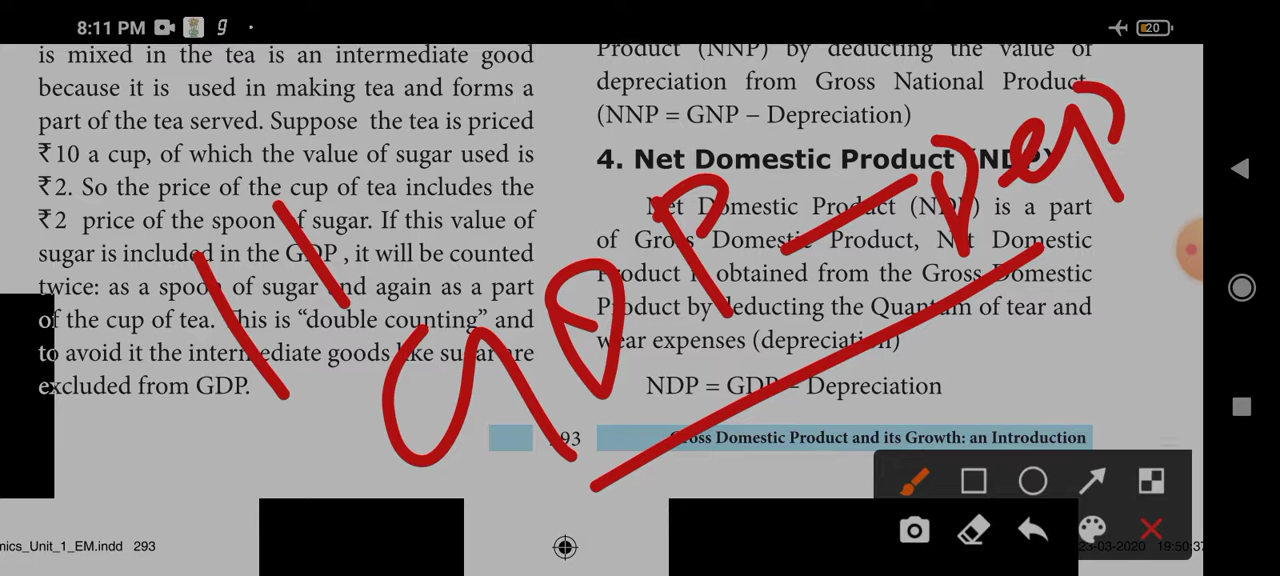 8:11 PM g 20
is mixed in the tea is an intermediate good
because it is used in making tea and forms a
part of the tea served. Suppose the tea is priced
₹10 a cup, of which the value of sugar used is
₹2. So the price of the cup of tea includes the
₹2 price of the spoon of sugar. If this value of
sugar is included in the GDP , it will be counted
twice: as a spoon of sugar and again as a part
of the cup of tea. This is “double counting” and
to avoid it the intermediate goods like sugar are
excluded from GDP.
Product (NNP) by deducting the value of
depreciation from Gross National Product.
(NNP = GNP − Depreciation)
4. Net Domestic Product (NDP)
Net Domestic Product (NDP) is a part
of Gross Domestic Product, Net Domestic
Product is obtained from the Gross Domestic
Product by deducting the Quantum of tear and
wear expenses (depreciation)
NDP = GDP − Depreciation
GDP - Dep
293 Gross Domestic Product and its Growth: an Introduction
nics_Unit_1_EM.indd 293 23-03-2020 19:50:37